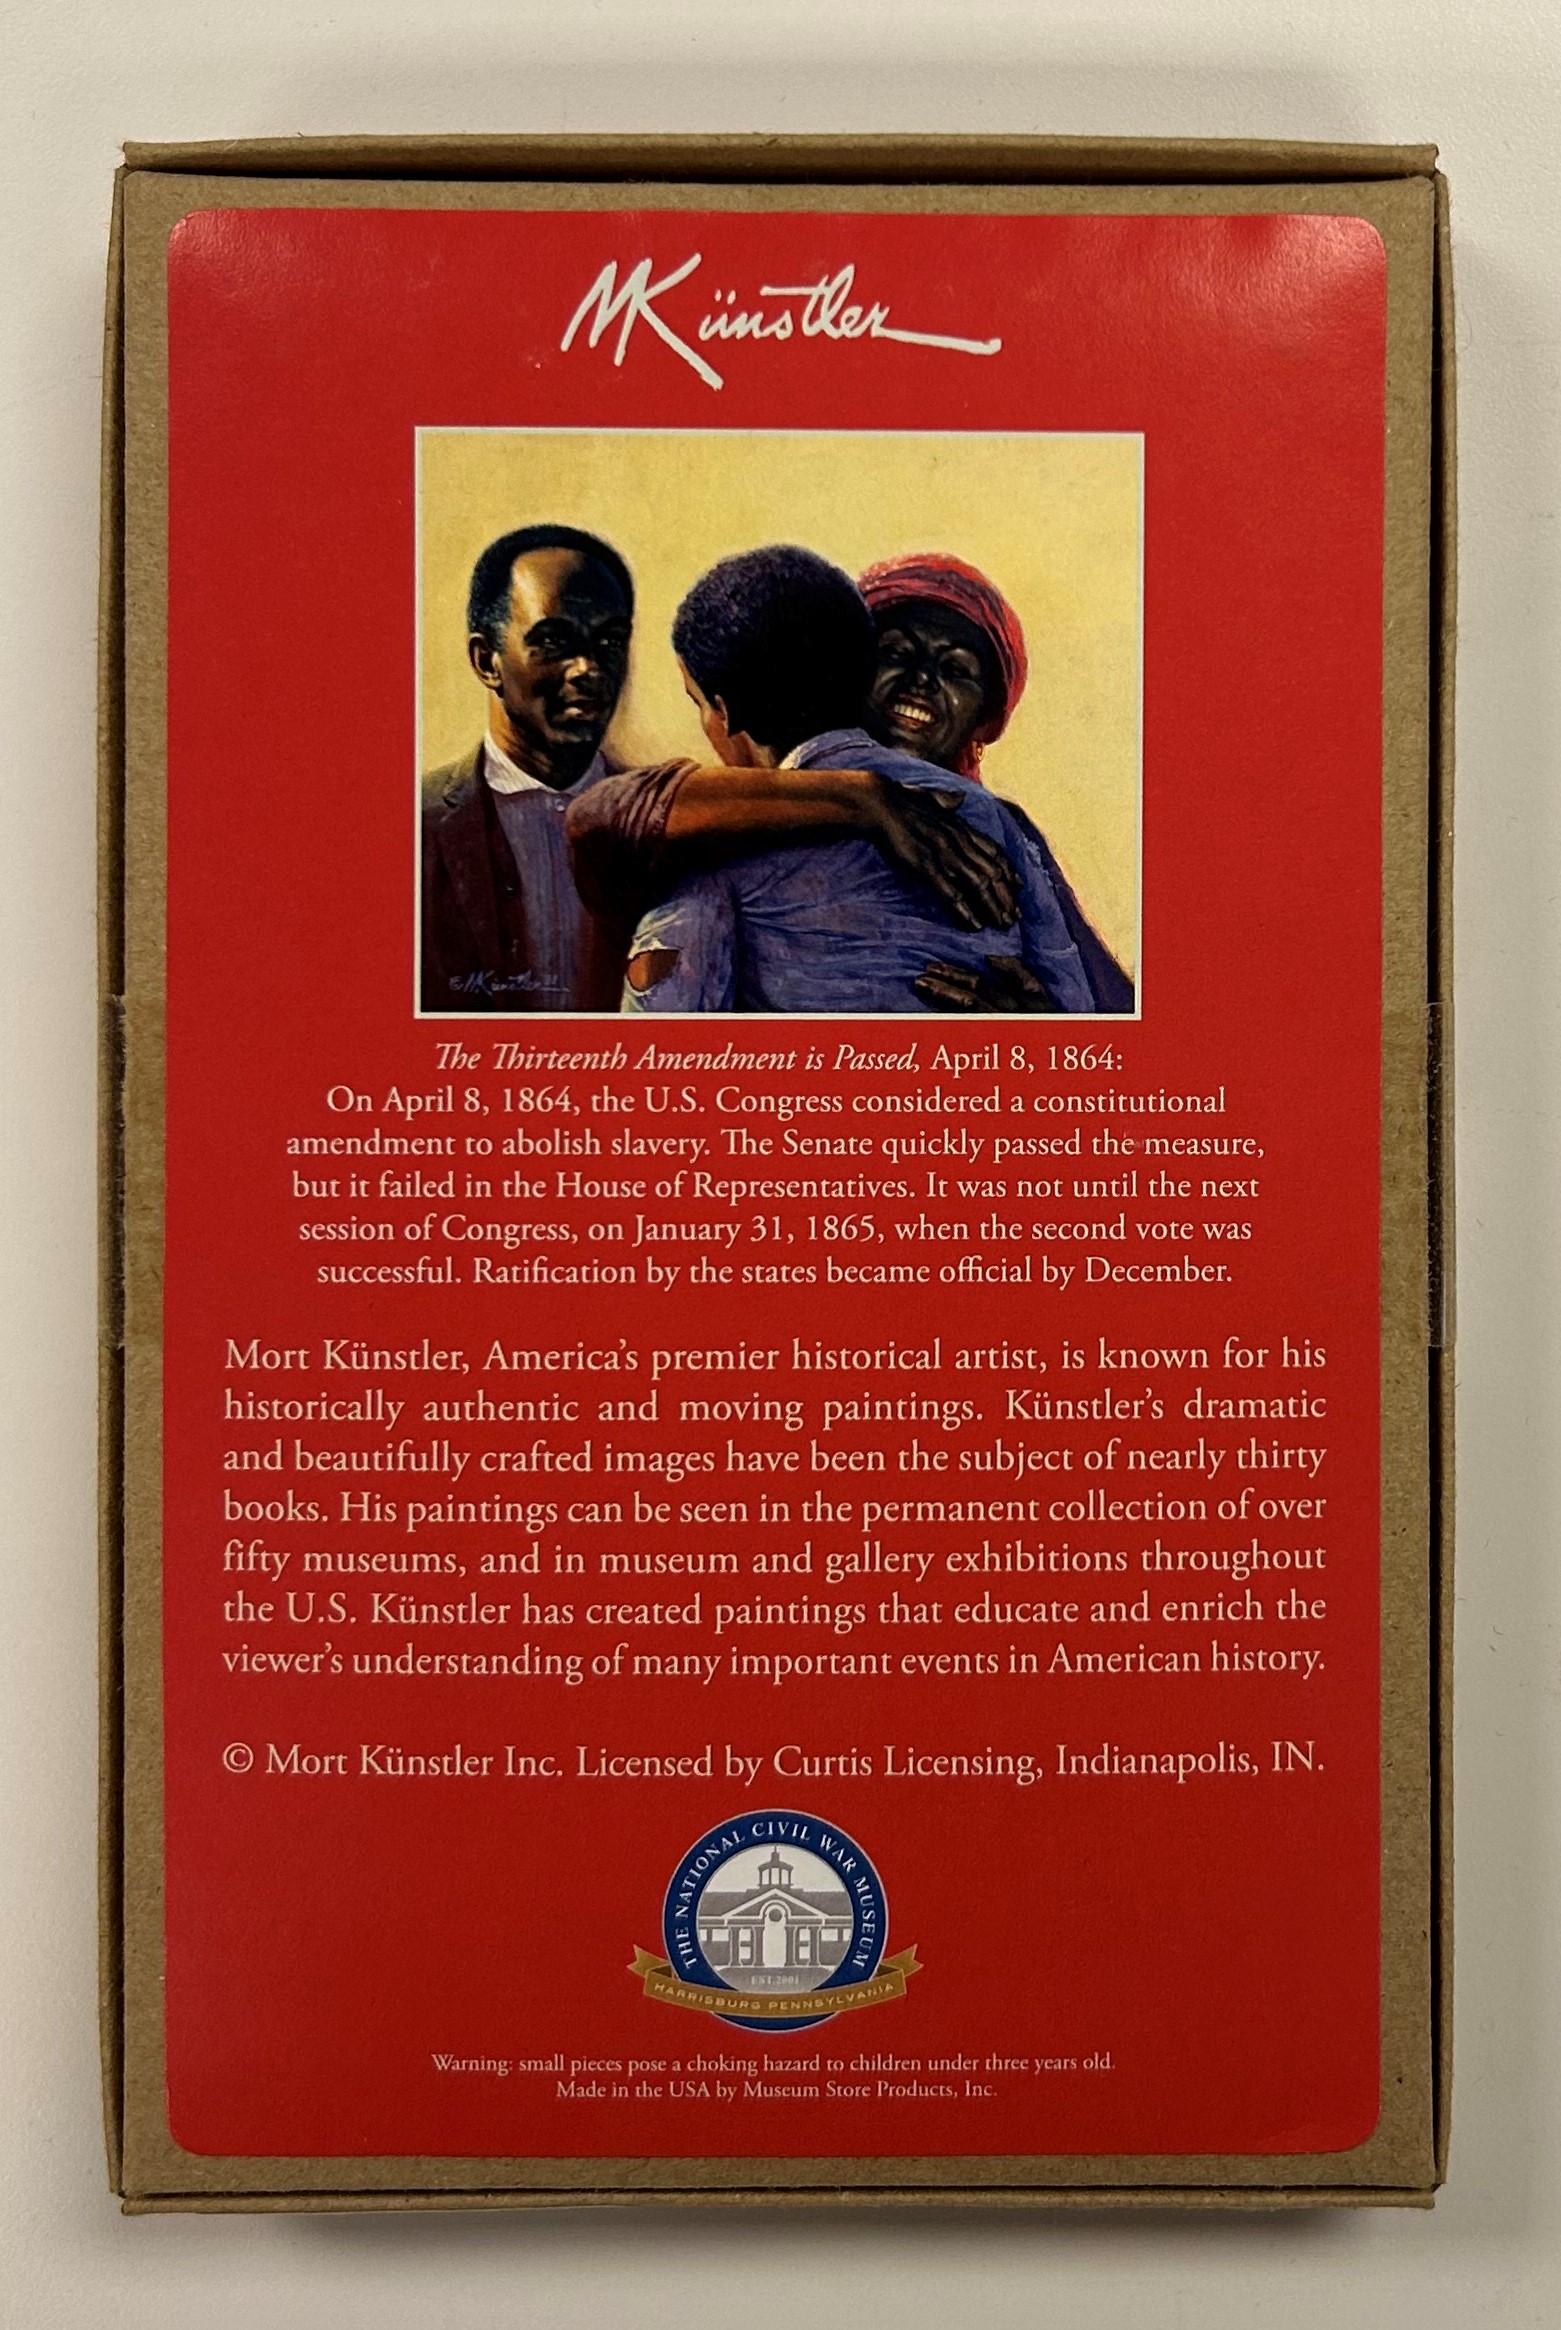 MKünstler
© MKünstler
The Thirteenth Amendment is Passed, April 8, 1864:
On April 8, 1864, the U.S. Congress considered a constitutional
amendment to abolish slavery. The Senate quickly passed the measure,
but it failed in the House of Representatives. It was not until the next
session of Congress, on January 31, 1865, when the second vote was
successful. Ratification by the states became official by December.
Mort Künstler, America's premier historical artist, is known for his
historically authentic and moving paintings. Künstler's dramatic
and beautifully crafted images have been the subject of nearly thirty
books. His paintings can be seen in the permanent collection of over
fifty museums, and in museum and gallery exhibitions throughout
the U.S. Künstler has created paintings that educate and enrich the
viewer's understanding of many important events in American history.
© Mort Künstler Inc. Licensed by Curtis Licensing, Indianapolis, IN.
THE NATIONAL CIVIL WAR MUSEUM
EST. 2001
HARRISBURG PENNSYLVANIA
Warning: small pieces pose a choking hazard to children under three years old.
Made in the USA by Museum Store Products, Inc.